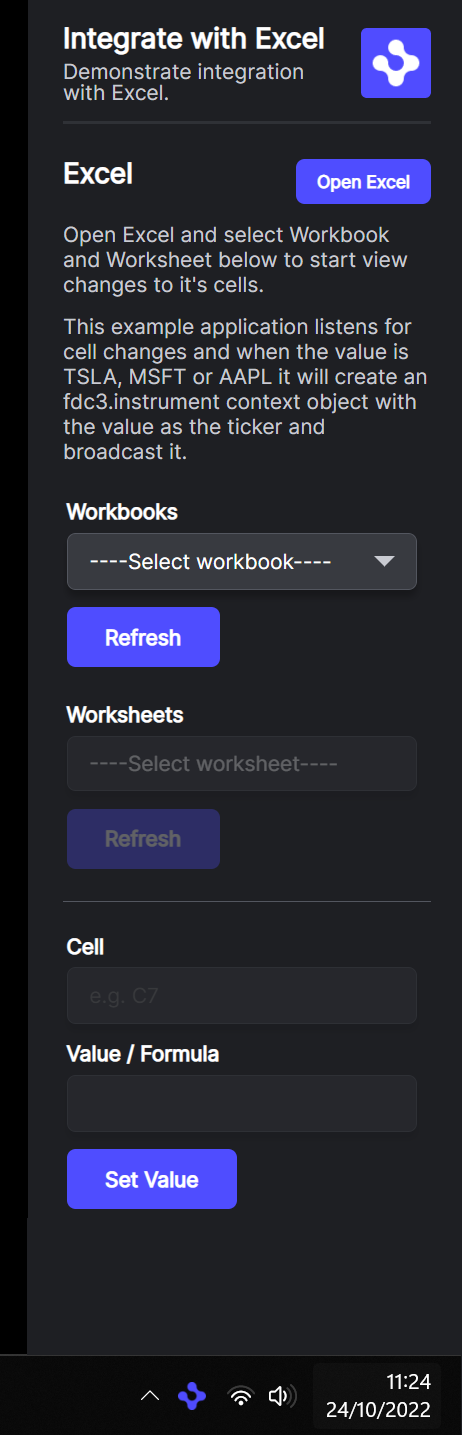 Integrate with Excel
Demonstrate integration
with Excel.
Excel
Open Excel
Open Excel and select Workbook
and Worksheet below to start view
changes to it's cells.
This example application listens for
cell changes and when the value is
TSLA, MSFT or AAPL it will create an
fdc3.instrument context object with
the value as the ticker and
broadcast it.
Workbooks
----Select workbook----
Refresh
Worksheets
----Select worksheet----
Refresh
Cell
e.g. C7
Value / Formula
Set Value
11:24
24/10/2022